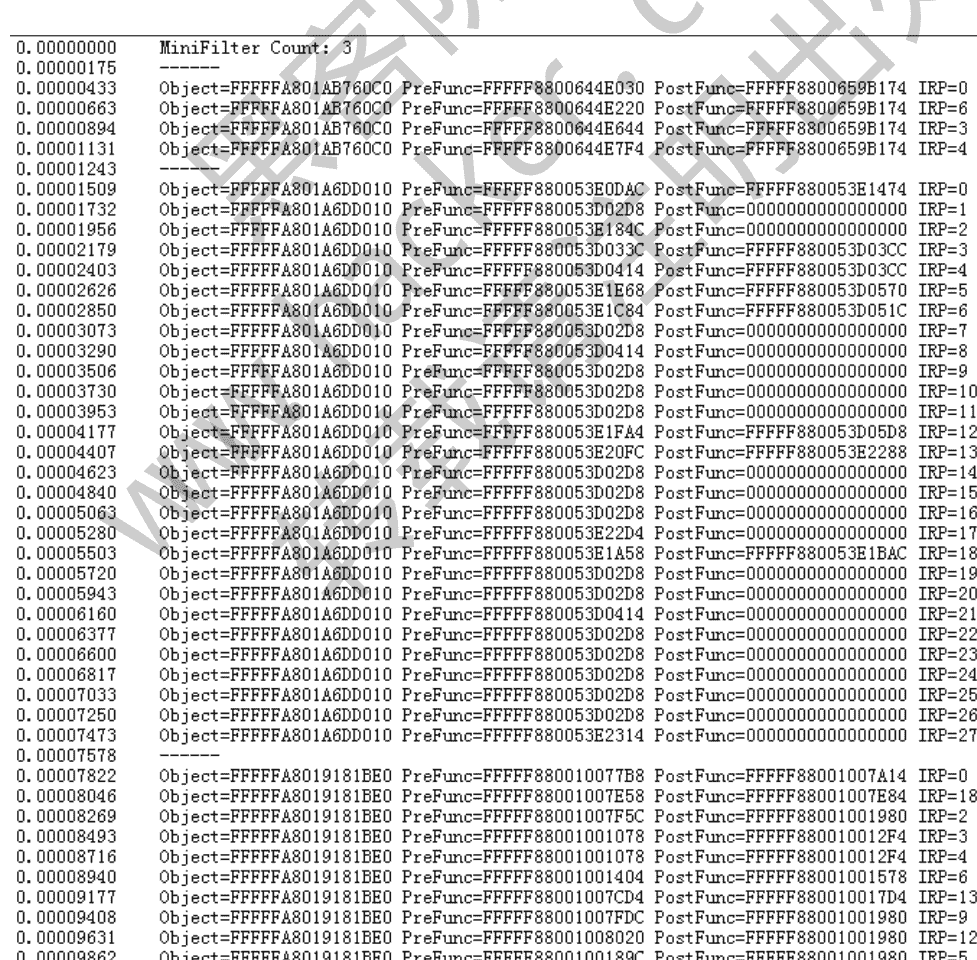 0.00000000 MiniFilter Count: 3
0.00000175 ------
0.00000433 Object=FFFFFA801AB760C0 PreFunc=FFFFF8800644E030 PostFunc=FFFFF8800659B174 IRP=0
0.00000663 Object=FFFFFA801AB760C0 PreFunc=FFFFF8800644E220 PostFunc=FFFFF8800659B174 IRP=6
0.00000894 Object=FFFFFA801AB760C0 PreFunc=FFFFF8800644E644 PostFunc=FFFFF8800659B174 IRP=3
0.00001131 Object=FFFFFA801AB760C0 PreFunc=FFFFF8800644E7F4 PostFunc=FFFFF8800659B174 IRP=4
0.00001243 ------
0.00001509 Object=FFFFFA801A6DD010 PreFunc=FFFFF880053E0DAC PostFunc=FFFFF880053E1474 IRP=0
0.00001732 Object=FFFFFA801A6DD010 PreFunc=FFFFF880053D02D8 PostFunc=0000000000000000 IRP=1
0.00001956 Object=FFFFFA801A6DD010 PreFunc=FFFFF880053E184C PostFunc=0000000000000000 IRP=2
0.00002179 Object=FFFFFA801A6DD010 PreFunc=FFFFF880053D033C PostFunc=FFFFF880053D03CC IRP=3
0.00002403 Object=FFFFFA801A6DD010 PreFunc=FFFFF880053D0414 PostFunc=FFFFF880053D03CC IRP=4
0.00002626 Object=FFFFFA801A6DD010 PreFunc=FFFFF880053E1E68 PostFunc=FFFFF880053D0570 IRP=5
0.00002850 Object=FFFFFA801A6DD010 PreFunc=FFFFF880053E1C84 PostFunc=FFFFF880053D051C IRP=6
0.00003073 Object=FFFFFA801A6DD010 PreFunc=FFFFF880053D02D8 PostFunc=0000000000000000 IRP=7
0.00003290 Object=FFFFFA801A6DD010 PreFunc=FFFFF880053D0414 PostFunc=0000000000000000 IRP=8
0.00003506 Object=FFFFFA801A6DD010 PreFunc=FFFFF880053D02D8 PostFunc=0000000000000000 IRP=9
0.00003730 Object=FFFFFA801A6DD010 PreFunc=FFFFF880053D02D8 PostFunc=0000000000000000 IRP=10
0.00003953 Object=FFFFFA801A6DD010 PreFunc=FFFFF880053D02D8 PostFunc=0000000000000000 IRP=11
0.00004177 Object=FFFFFA801A6DD010 PreFunc=FFFFF880053E1FA4 PostFunc=FFFFF880053D05D8 IRP=12
0.00004407 Object=FFFFFA801A6DD010 PreFunc=FFFFF880053E20FC PostFunc=FFFFF880053E2288 IRP=13
0.00004623 Object=FFFFFA801A6DD010 PreFunc=FFFFF880053D02D8 PostFunc=0000000000000000 IRP=14
0.00004840 Object=FFFFFA801A6DD010 PreFunc=FFFFF880053D02D8 PostFunc=0000000000000000 IRP=15
0.00005063 Object=FFFFFA801A6DD010 PreFunc=FFFFF880053D02D8 PostFunc=0000000000000000 IRP=16
0.00005280 Object=FFFFFA801A6DD010 PreFunc=FFFFF880053E22D4 PostFunc=0000000000000000 IRP=17
0.00005503 Object=FFFFFA801A6DD010 PreFunc=FFFFF880053E1A58 PostFunc=FFFFF880053E1BAC IRP=18
0.00005720 Object=FFFFFA801A6DD010 PreFunc=FFFFF880053D02D8 PostFunc=0000000000000000 IRP=19
0.00005943 Object=FFFFFA801A6DD010 PreFunc=FFFFF880053D02D8 PostFunc=0000000000000000 IRP=20
0.00006160 Object=FFFFFA801A6DD010 PreFunc=FFFFF880053D0414 PostFunc=0000000000000000 IRP=21
0.00006377 Object=FFFFFA801A6DD010 PreFunc=FFFFF880053D02D8 PostFunc=0000000000000000 IRP=22
0.00006600 Object=FFFFFA801A6DD010 PreFunc=FFFFF880053D02D8 PostFunc=0000000000000000 IRP=23
0.00006817 Object=FFFFFA801A6DD010 PreFunc=FFFFF880053D02D8 PostFunc=0000000000000000 IRP=24
0.00007033 Object=FFFFFA801A6DD010 PreFunc=FFFFF880053D02D8 PostFunc=0000000000000000 IRP=25
0.00007250 Object=FFFFFA801A6DD010 PreFunc=FFFFF880053D02D8 PostFunc=0000000000000000 IRP=26
0.00007473 Object=FFFFFA801A6DD010 PreFunc=FFFFF880053E2314 PostFunc=0000000000000000 IRP=27
0.00007578 ------
0.00007822 Object=FFFFFA8019181BE0 PreFunc=FFFFF880010077B8 PostFunc=FFFFF88001007A14 IRP=0
0.00008046 Object=FFFFFA8019181BE0 PreFunc=FFFFF88001007E58 PostFunc=FFFFF88001007E84 IRP=18
0.00008269 Object=FFFFFA8019181BE0 PreFunc=FFFFF88001007F5C PostFunc=FFFFF88001001980 IRP=2
0.00008493 Object=FFFFFA8019181BE0 PreFunc=FFFFF88001001078 PostFunc=FFFFF880010012F4 IRP=3
0.00008716 Object=FFFFFA8019181BE0 PreFunc=FFFFF88001001078 PostFunc=FFFFF880010012F4 IRP=4
0.00008940 Object=FFFFFA8019181BE0 PreFunc=FFFFF88001001404 PostFunc=FFFFF88001001578 IRP=6
0.00009177 Object=FFFFFA8019181BE0 PreFunc=FFFFF88001007CD4 PostFunc=FFFFF880010017D4 IRP=13
0.00009408 Object=FFFFFA8019181BE0 PreFunc=FFFFF88001007FDC PostFunc=FFFFF88001001980 IRP=9
0.00009631 Object=FFFFFA8019181BE0 PreFunc=FFFFF88001008020 PostFunc=FFFFF88001001980 IRP=12
0.00009862 Object=FFFFFA8019181BE0 PreFunc=FFFFF8800100189C PostFunc=FFFFF88001001980 IRP=5
www.hacker.c
转载请注明出